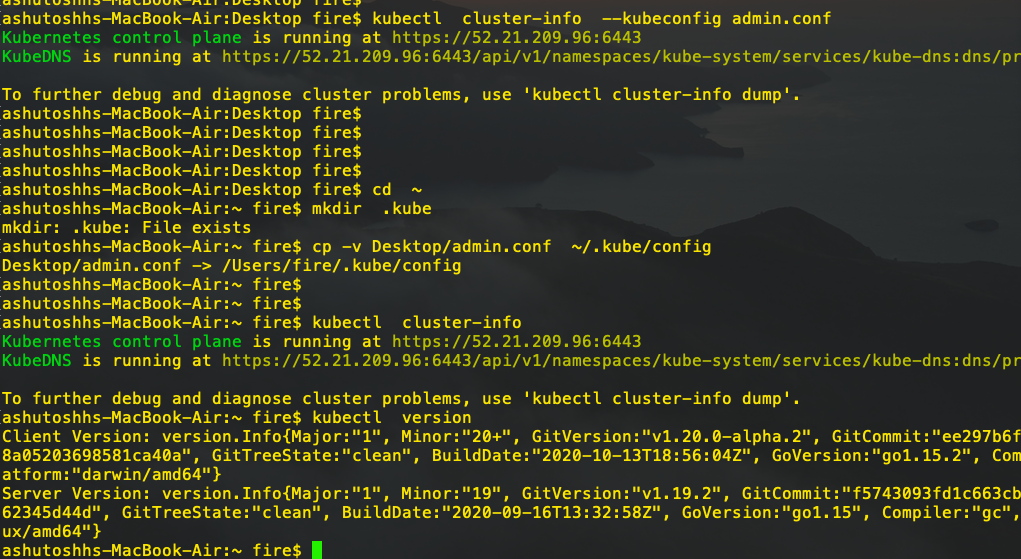 ashutoshhs-MacBook-Air:Desktop fire$
[ashutoshhs-MacBook-Air:Desktop fire$ kubectl  cluster-info  --kubeconfig admin.conf
Kubernetes control plane is running at https://52.21.209.96:6443
KubeDNS is running at https://52.21.209.96:6443/api/v1/namespaces/kube-system/services/kube-dns:dns/pr
To further debug and diagnose cluster problems, use 'kubectl cluster-info dump'.
[ashutoshhs-MacBook-Air:Desktop fire$
[ashutoshhs-MacBook-Air:Desktop fire$
[ashutoshhs-MacBook-Air:Desktop fire$
[ashutoshhs-MacBook-Air:Desktop fire$
[ashutoshhs-MacBook-Air:Desktop fire$ cd  ~
[ashutoshhs-MacBook-Air:~ fire$ mkdir  .kube
mkdir: .kube: File exists
[ashutoshhs-MacBook-Air:~ fire$ cp -v Desktop/admin.conf  ~/.kube/config
Desktop/admin.conf -> /Users/fire/.kube/config
[ashutoshhs-MacBook-Air:~ fire$
[ashutoshhs-MacBook-Air:~ fire$
[ashutoshhs-MacBook-Air:~ fire$ kubectl  cluster-info
Kubernetes control plane is running at https://52.21.209.96:6443
KubeDNS is running at https://52.21.209.96:6443/api/v1/namespaces/kube-system/services/kube-dns:dns/pr
To further debug and diagnose cluster problems, use 'kubectl cluster-info dump'.
[ashutoshhs-MacBook-Air:~ fire$ kubectl  version
Client Version: version.Info{Major:"1", Minor:"20+", GitVersion:"v1.20.0-alpha.2", GitCommit:"ee297b6f
8a05203698581ca40a", GitTreeState:"clean", BuildDate:"2020-10-13T18:56:04Z", GoVersion:"go1.15.2", Com
atform:"darwin/amd64"}
Server Version: version.Info{Major:"1", Minor:"19", GitVersion:"v1.19.2", GitCommit:"f5743093fd1c663cb
62345d44d", GitTreeState:"clean", BuildDate:"2020-09-16T13:32:58Z", GoVersion:"go1.15", Compiler:"gc",
ux/amd64"}
ashutoshhs-MacBook-Air:~ fire$